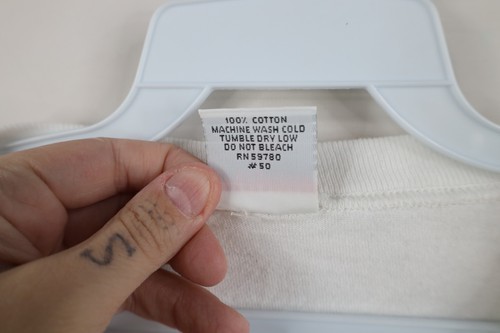 100% COTTON
MACHINE WASH COLD
TUMBLE DRY LOW
DO NOT BLEACH
RN 59780
# 50